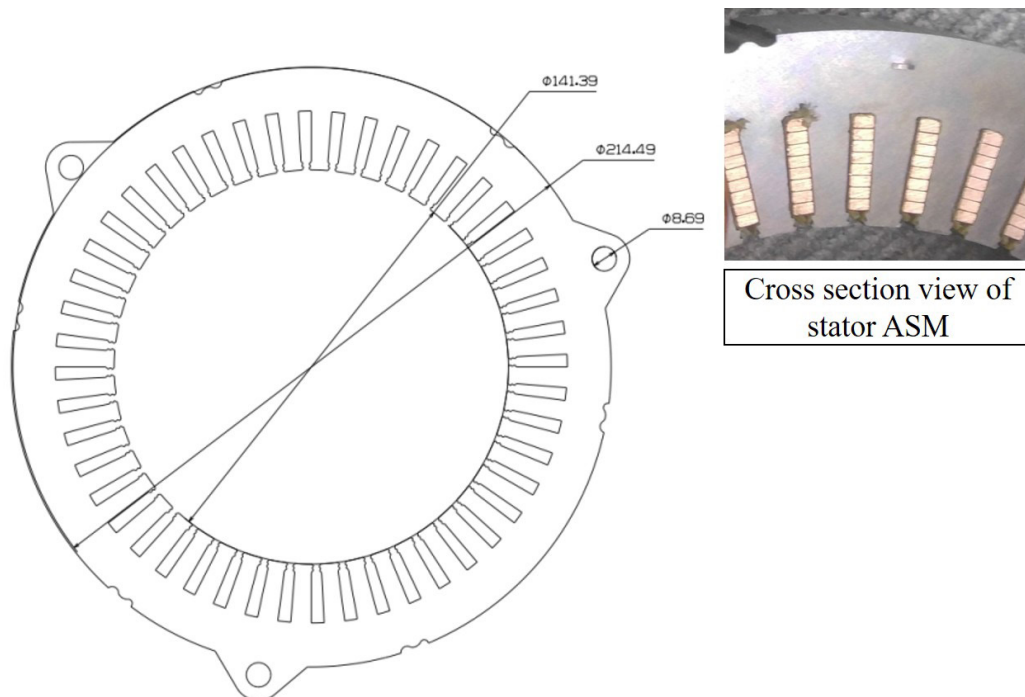 Φ141.39
Φ214.49
Φ8.69
Cross section view of
stator ASM